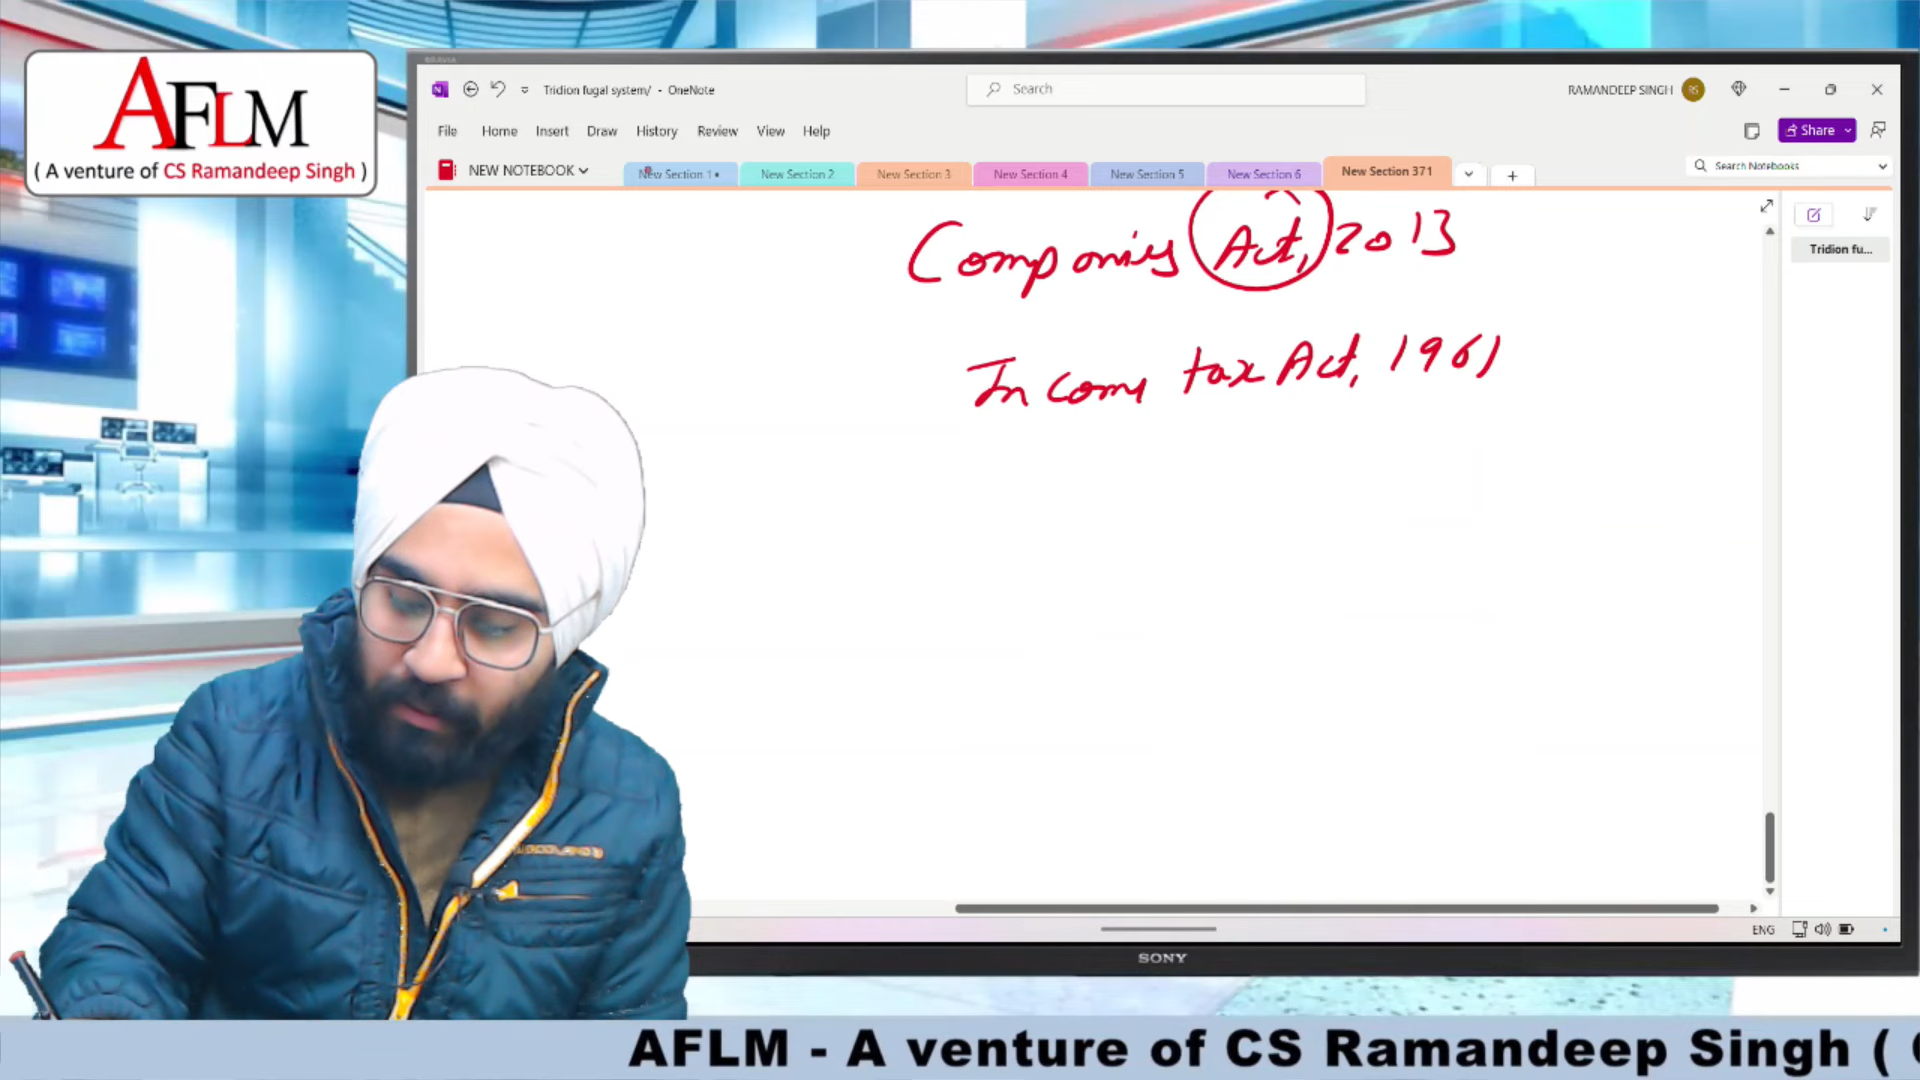 AFLM
( A venture of CS Ramandeep Singh )
Tridion fugal system/ - OneNote
Search
RAMANDEEP SINGH
RS
File Home Insert Draw History Review View Help
Share
NEW NOTEBOOK
New Section 1
New Section 2
New Section 3
New Section 4
New Section 5
New Section 6
New Section 371
+
Search Notebooks
Tridion fu...
Companies Act, 2013
Income tax Act, 1961
ENG
SONY
AFLM - A venture of CS Ramandeep Singh (